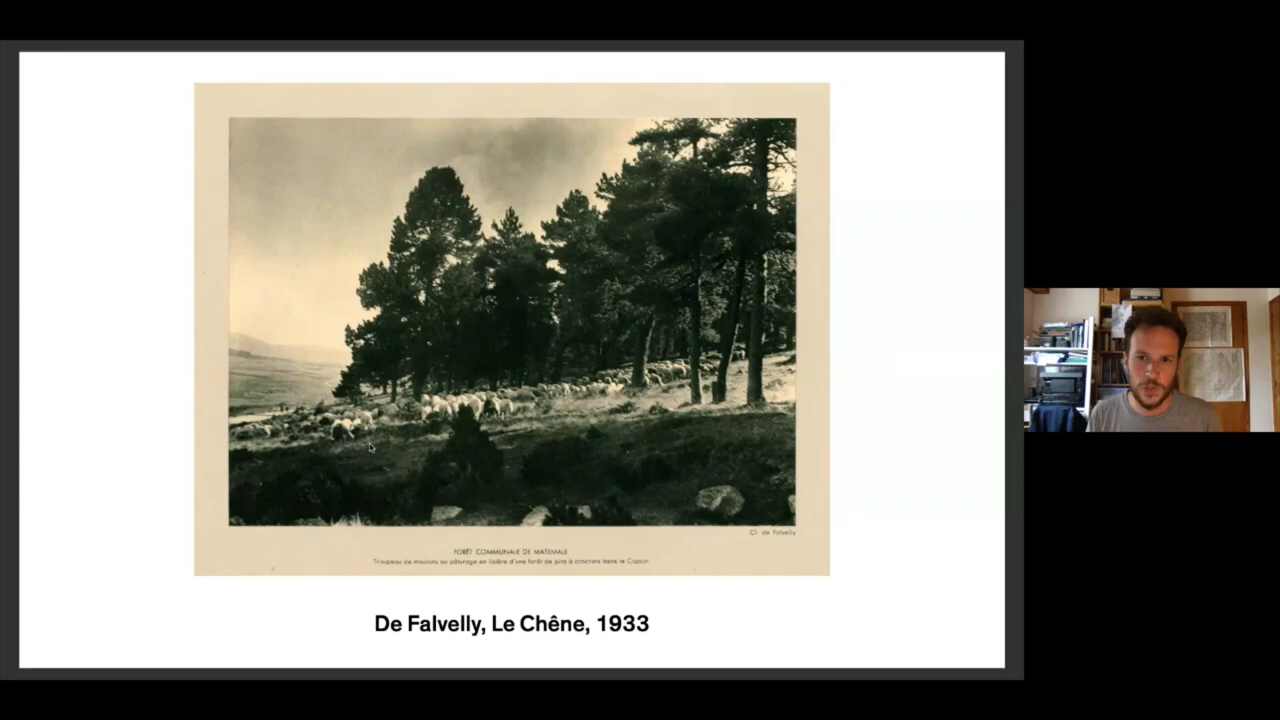 Cl. de Falvelly
FORÊT COMMUNALE DE MATEMALE
Troupeau de moutons au pâturage en lisière d'une forêt de pins à crochets dans le Capcir.
De Falvelly, Le Chêne, 1933